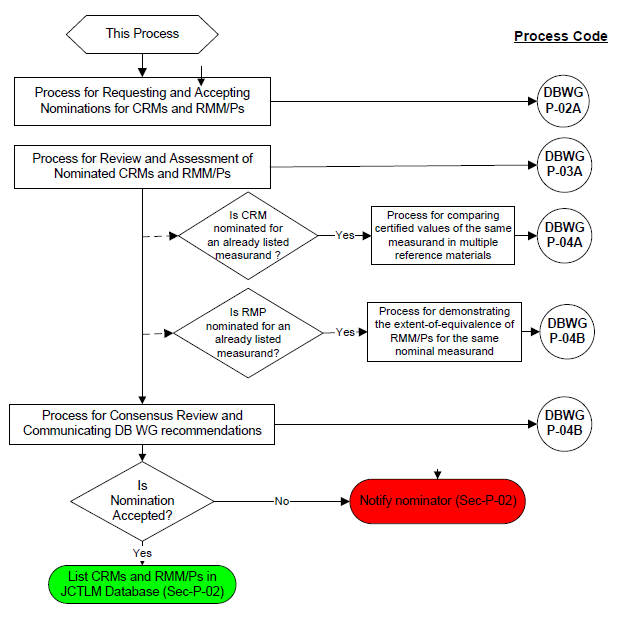 This Process
Process Code
Process for Requesting and Accepting
Nominations for CRMs and RMM/Ps
DBWG
P-02A
Process for Review and Assessment of
Nominated CRMs and RMM/Ps
DBWG
P-03A
Is CRM
nominated for
an already listed
measurand ?
Yes
Process for comparing
certified values of the same
measurand in multiple
reference materials
DBWG
P-04A
Is RMP
nominated for an
already listed
measurand?
Yes
Process for demonstrating
the extent-of-equivalence of
RMM/Ps for the same
nominal measurand
DBWG
P-04B
Process for Consensus Review and
Communicating DB WG recommendations
DBWG
P-04B
Is
Nomination
Accepted?
No
Notify nominator (Sec-P-02)
Yes
List CRMs and RMM/Ps in
JCTLM Database (Sec-P-02)